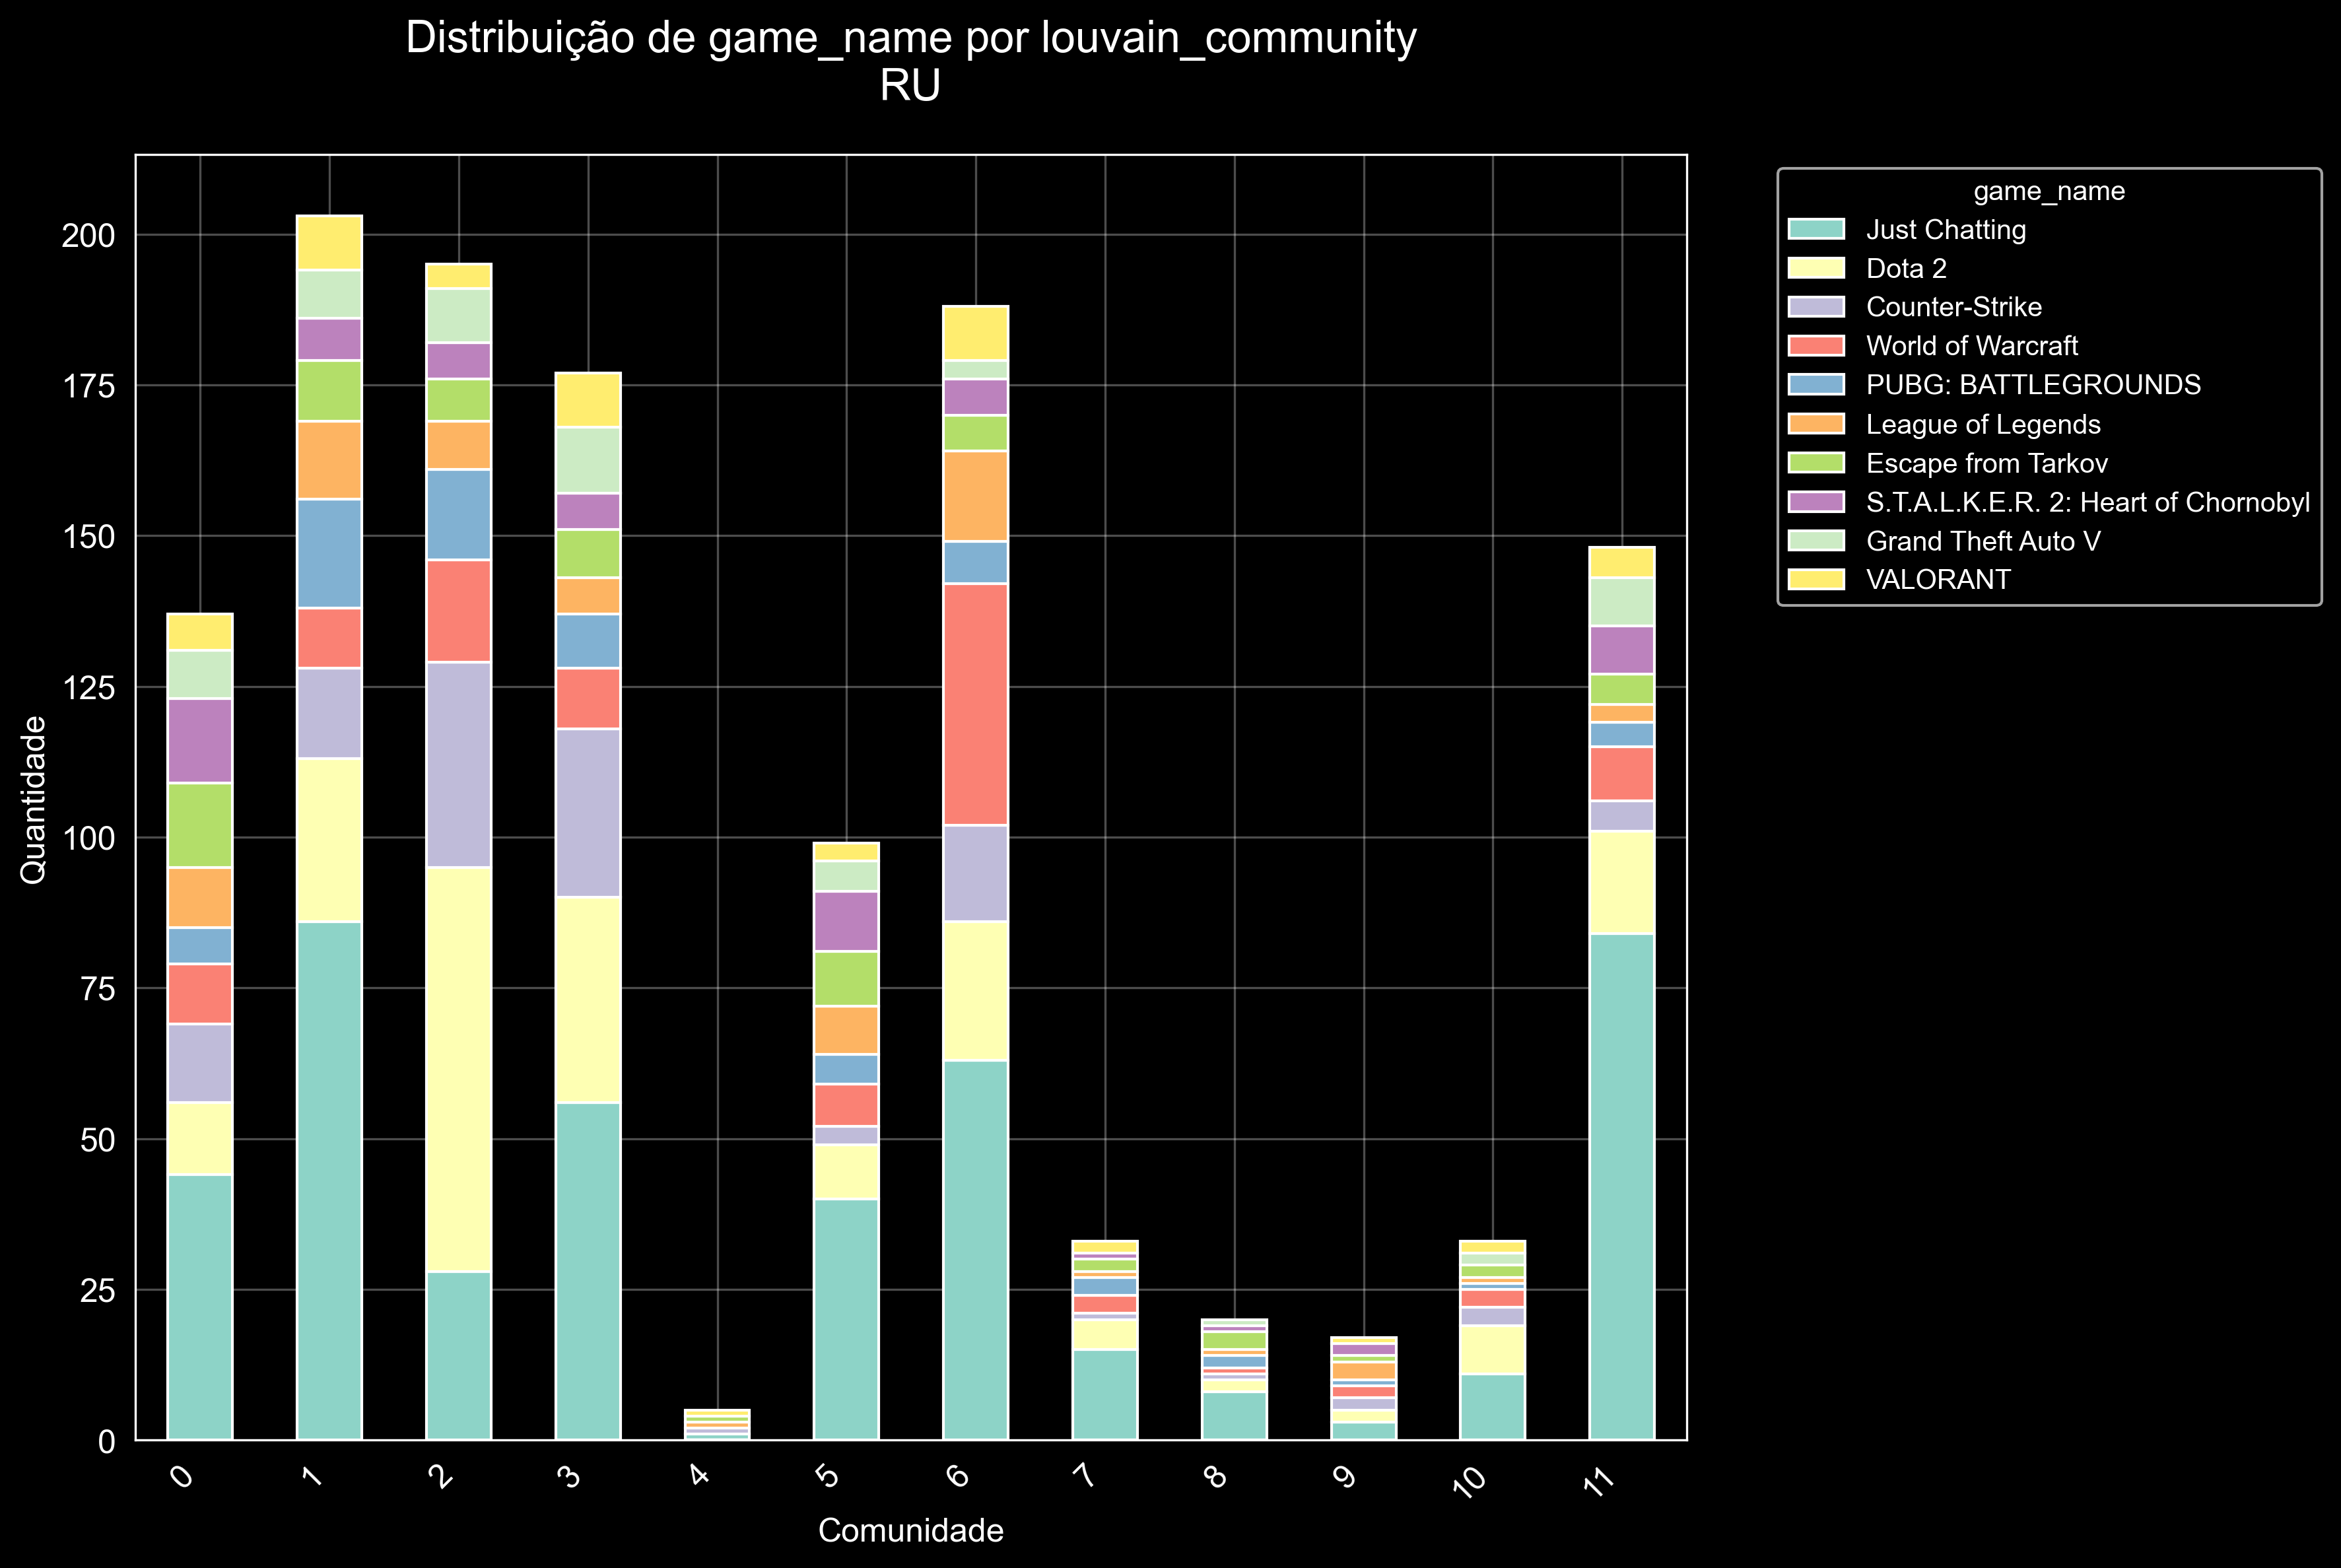 Distribuição de game_name por louvain_community
RU
200
175
150
125
100
75
50
25
0
Quantidade
0
1
2
3
4
5
6
7
8
9
10
11
Comunidade
game_name
Just Chatting
Dota 2
Counter-Strike
World of Warcraft
PUBG: BATTLEGROUNDS
League of Legends
Escape from Tarkov
S.T.A.L.K.E.R. 2: Heart of Chornobyl
Grand Theft Auto V
VALORANT